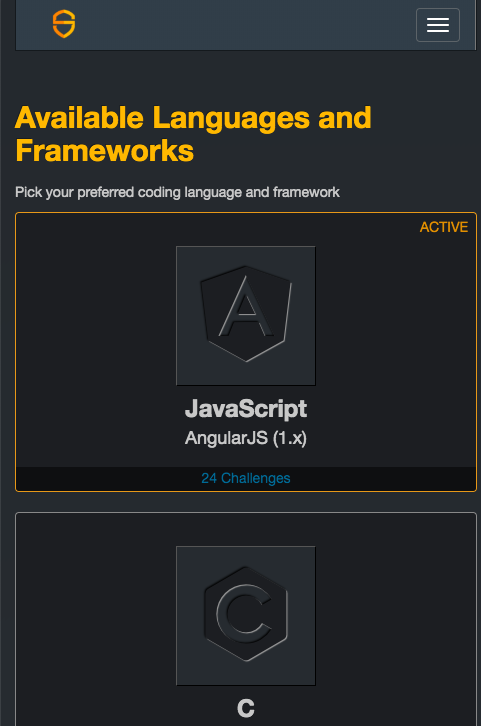 Available Languages and
Frameworks
Pick your preferred coding language and framework
ACTIVE
A
JavaScript
AngularJS (1.x)
24 Challenges
C
C